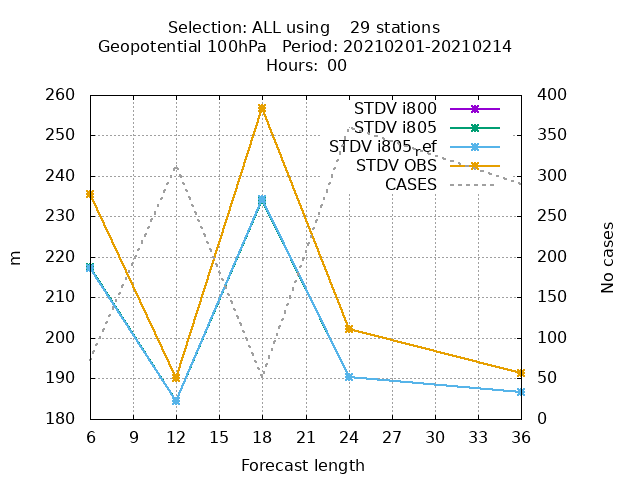 Selection: ALL using    29 stations
Geopotential 100hPa   Period: 20210201-20210214
Hours:  00
STDV i800
STDV i805
STDV i805ref
STDV OBS
CASES
260
250
240
230
220
210
200
190
180
400
350
300
250
200
150
100
50
0
m
No cases
6 9 12 15 18 21 24 27 30 33 36
Forecast length